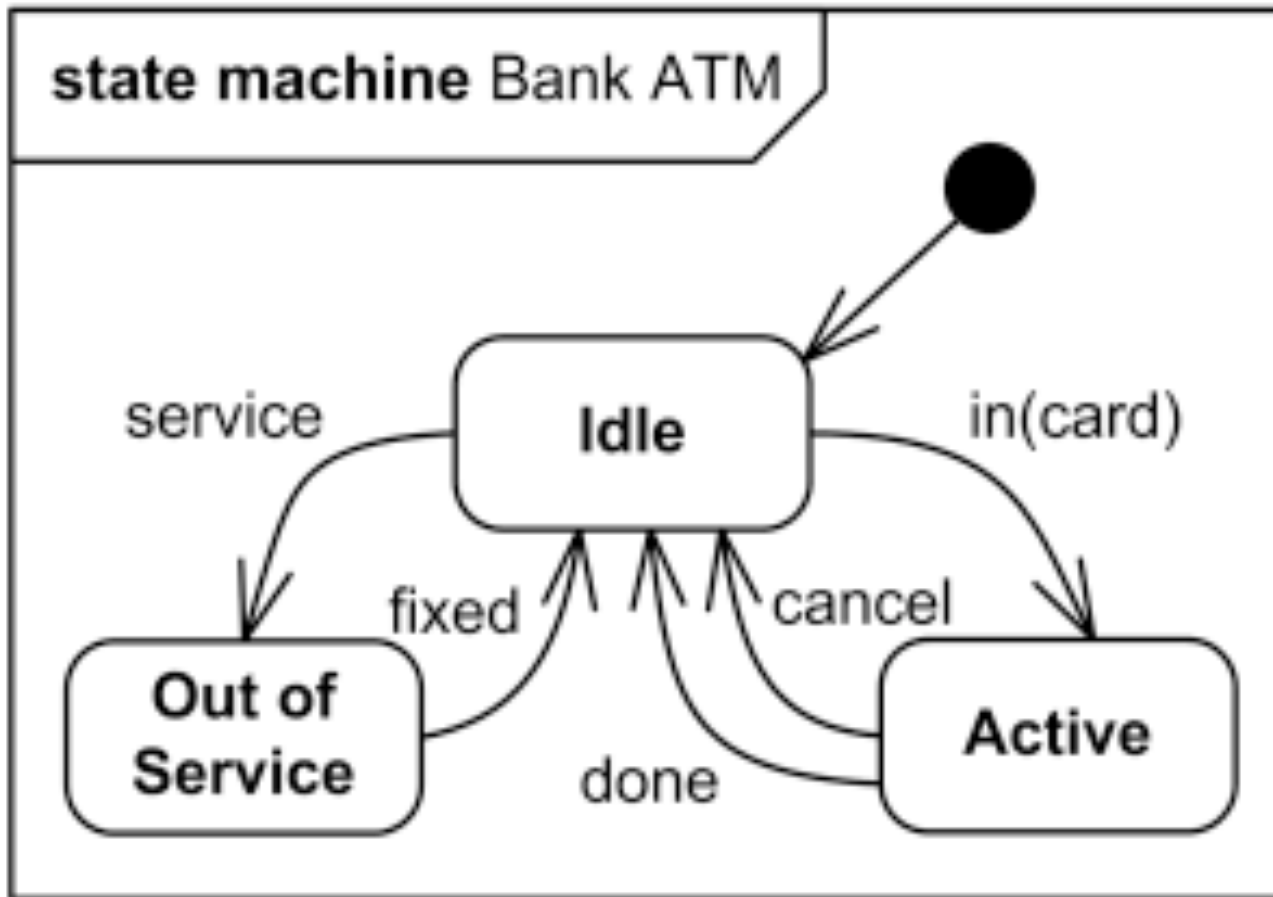 state machine Bank ATM
service
Idle
in(card)
fixed
cancel
Out of
Service
done
Active